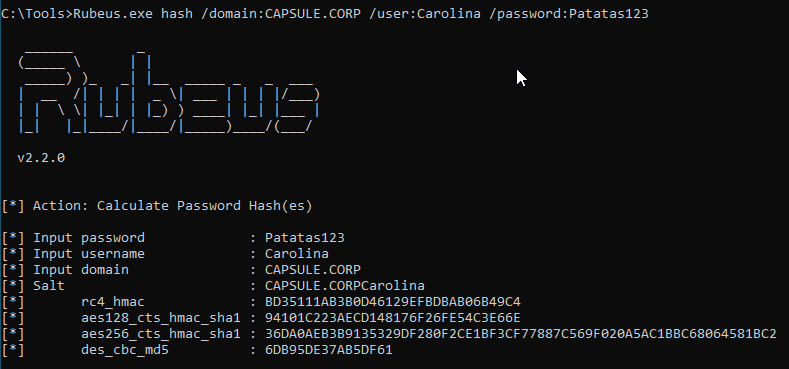 C:\Tools>Rubeus.exe hash /domain:CAPSULE.CORP /user:Carolina /password:Patatas123
Rubeus
v2.2.0
[*] Action: Calculate Password Hash(es)
[*] Input password : Patatas123
[*] Input username : Carolina
[*] Input domain : CAPSULE.CORP
[*] Salt : CAPSULE.CORPCarolina
[*] rc4_hmac : BD35111AB3B0D46129EFBDBAB06B49C4
[*] aes128_cts_hmac_sha1 : 94101C223AECD148176F26FE54C3E66E
[*] aes256_cts_hmac_sha1 : 36DA0AEB3B9135329DF280F2CE1BF3CF77887C569F020A5AC1BBC68064581BC2
[*] des_cbc_md5 : 6DB95DE37AB5DF61